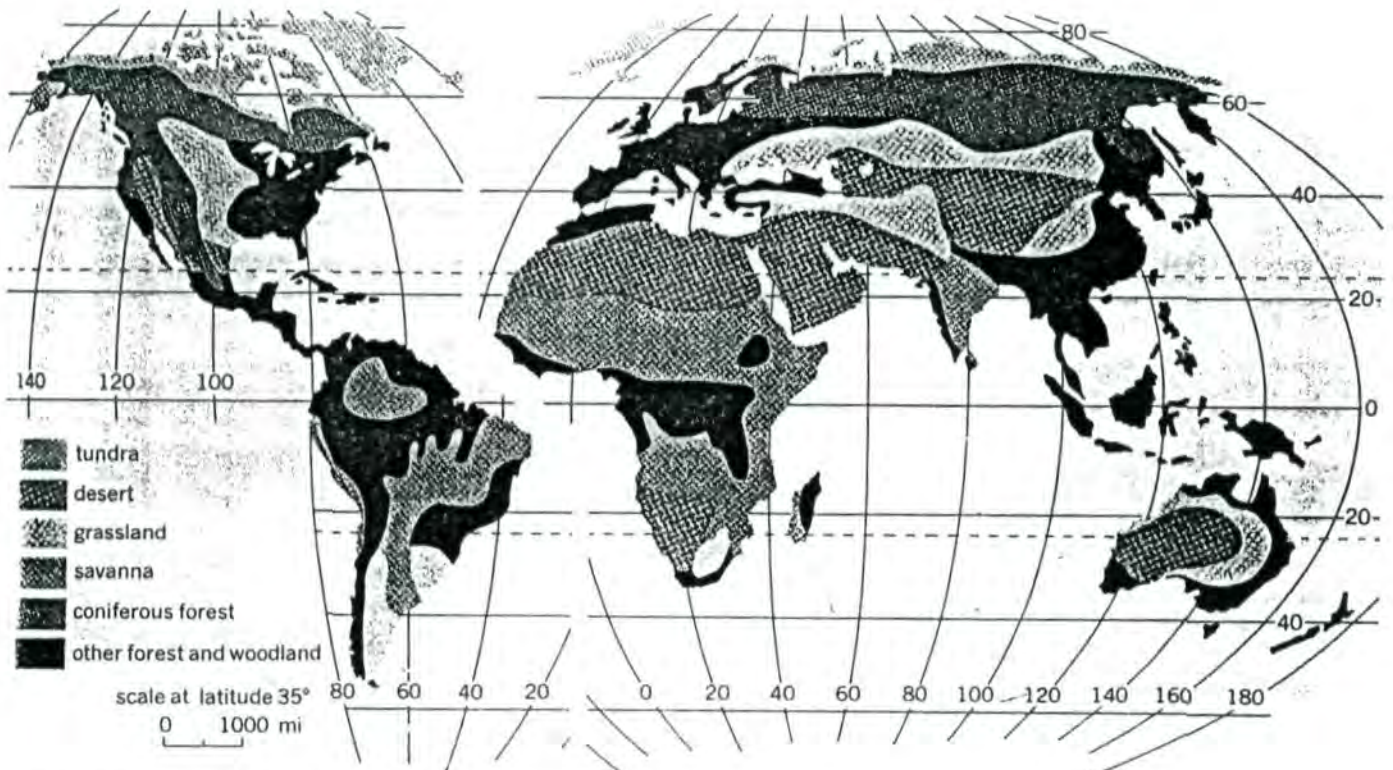 80
60
40
20
140 120 100
0
tundra
desert
grassland
savanna
coniferous forest
other forest and woodland
20
40
scale at latitude 35°
0 1000 mi
80 60 40 20 0 20 40 60 80 100 120 140 160 180